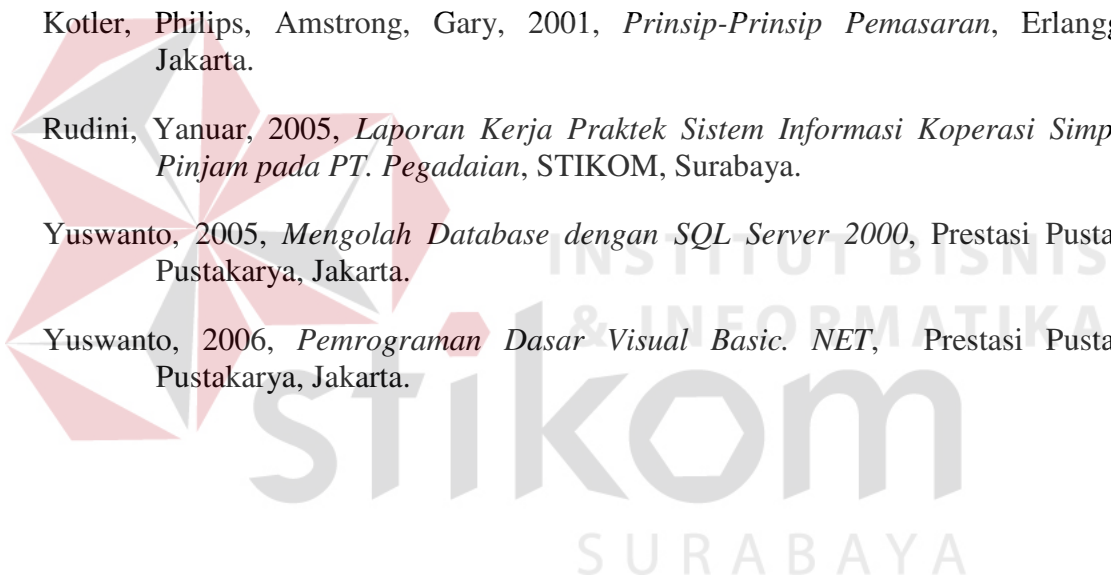 Kotler, Philips, Amstrong, Gary, 2001, Prinsip-Prinsip Pemasaran, Erlangg
Jakarta.
Rudini, Yanuar, 2005, Laporan Kerja Praktek Sistem Informasi Koperasi Simp
Pinjam pada PT. Pegadaian, STIKOM, Surabaya.
Yuswanto, 2005, Mengolah Database dengan SQL Server 2000, Prestasi Pusta
Pustakarya, Jakarta.
Yuswanto, 2006, Pemrograman Dasar Visual Basic. NET, Prestasi Pusta
Pustakarya, Jakarta.
INSTITUT BISNIS
& INFORMATIKA
stikom
SURABAYA